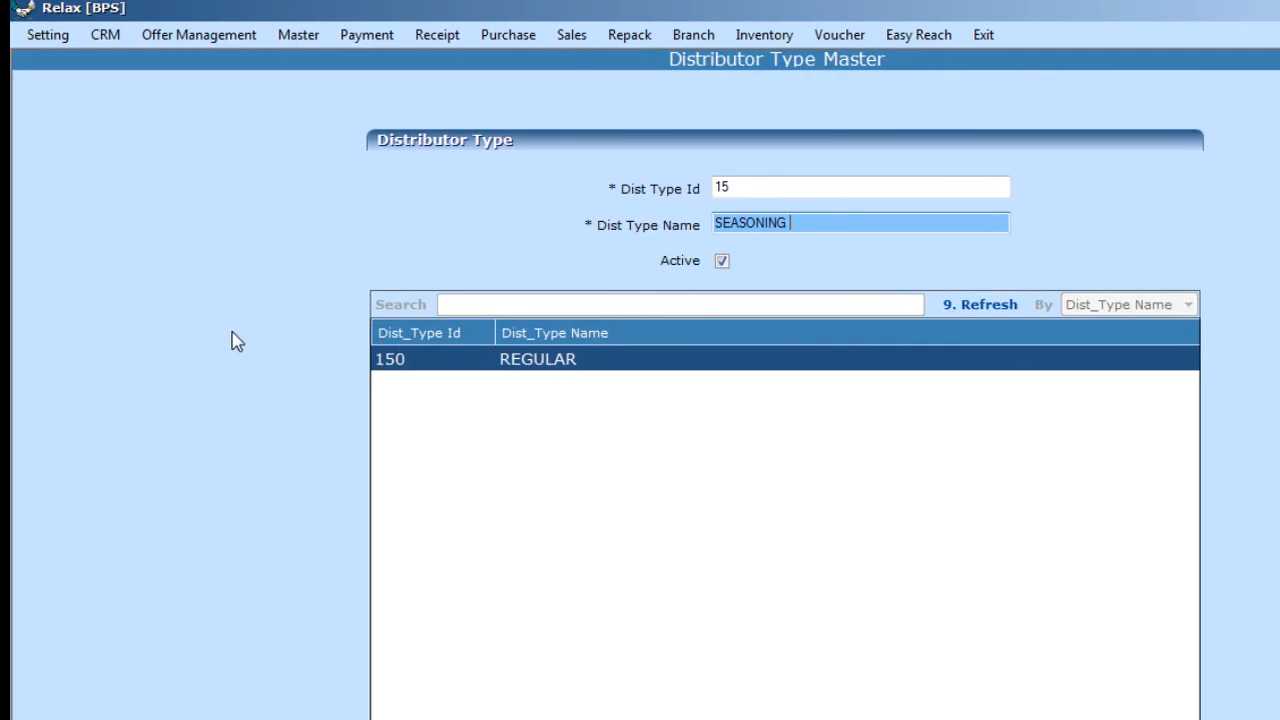 Relax [BPS]
Setting CRM Offer Management Master Payment Receipt Purchase Sales Repack Branch Inventory Voucher Easy Reach Exit
Distributor Type Master
Distributor Type
* Dist Type Id 15
* Dist Type Name SEASONING
Active
Search 9. Refresh By Dist_Type Name
Dist_Type Id Dist_Type Name
150 REGULAR